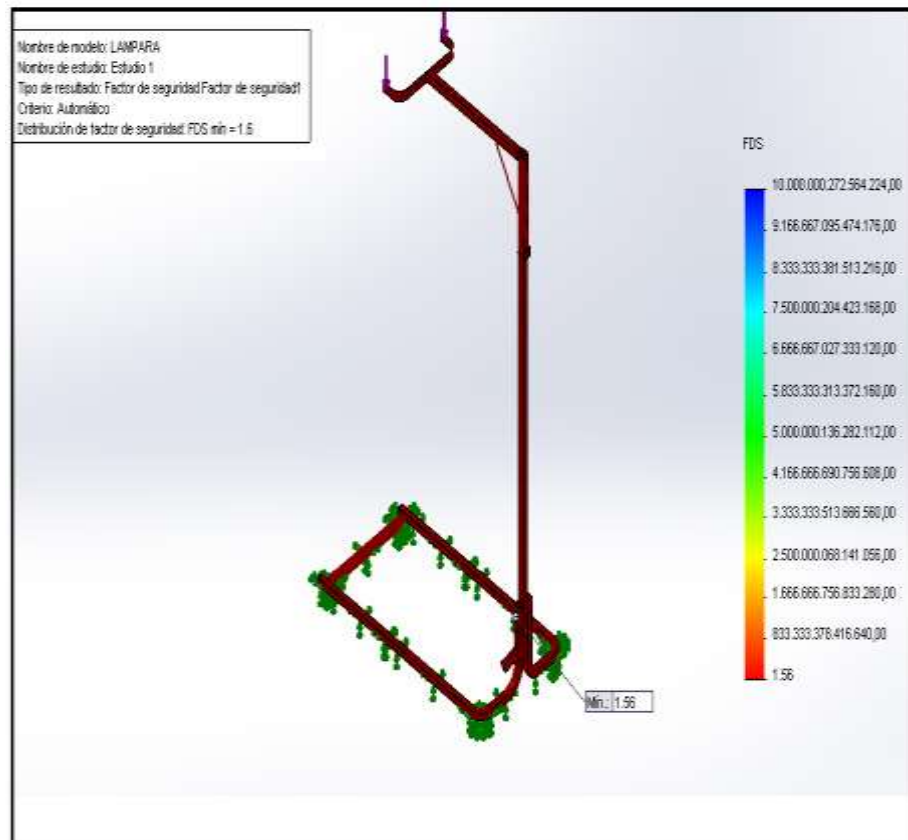 Nombre de modelo: LAMPARA
Nombre de estudio: Estudio 1
Tipo de resultado: Factor de seguridad Factor de seguridad1
Criterio: Automático
Distribución de factor de seguridad: FDS mín = 1.6
FDS
10.000.000.272.564.224,00
9.166.667.095.474.176,00
8.333.333.381.513.216,00
7.500.000.204.423.168,00
6.666.667.027.333.120,00
5.833.333.313.372.160,00
5.000.000.136.282.112,00
4.166.666.690.756.608,00
3.333.333.513.666.560,00
2.500.000.068.141.056,00
1.666.666.756.833.280,00
833.333.378.416.640,00
1.56
Mín.: 1.56